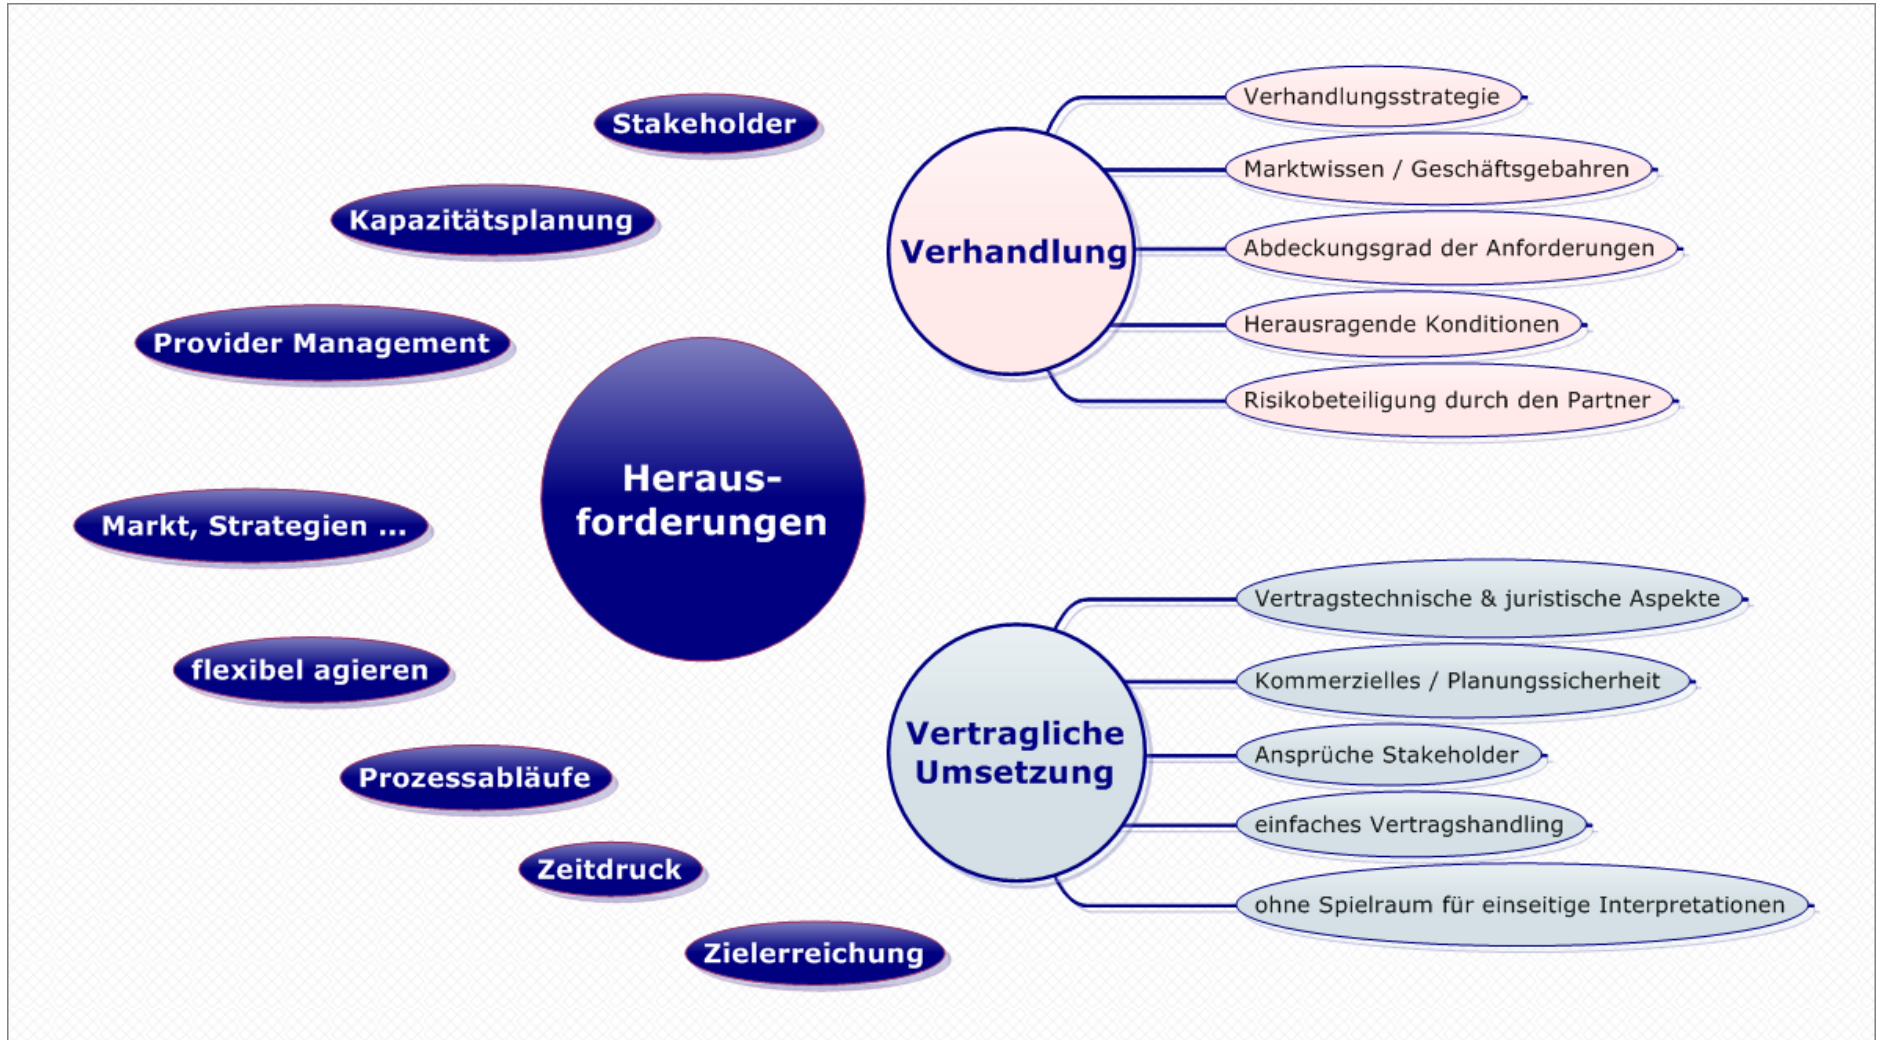 Stakeholder
Kapazitätsplanung
Provider Management
Markt, Strategien ...
flexibel agieren
Prozessabläufe
Zeitdruck
Zielerreichung
Heraus-
forderungen
Verhandlung
Verhandlungsstrategie
Marktwissen / Geschäftsgebahren
Abdeckungsgrad der Anforderungen
Herausragende Konditionen
Risikobeteiligung durch den Partner
Vertragliche
Umsetzung
Vertragstechnische & juristische Aspekte
Kommerzielles / Planungssicherheit
Ansprüche Stakeholder
einfaches Vertragshandling
ohne Spielraum für einseitige Interpretationen